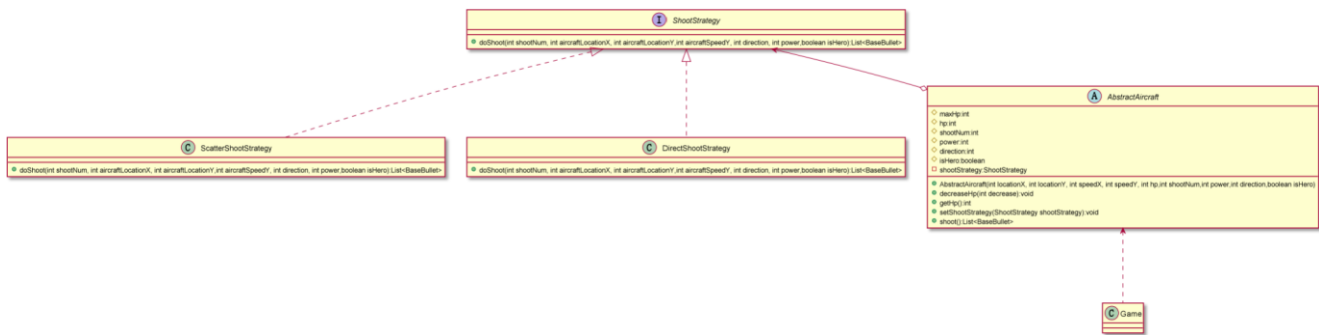 I ShootStrategy
doShoot(int shootNum, int aircraftLocationX, int aircraftLocationY,int aircraftSpeedY, int direction, int power,boolean isHero):List<BaseBullet>
C ScatterShootStrategy
doShoot(int shootNum, int aircraftLocationX, int aircraftLocationY,int aircraftSpeedY, int direction, int power,boolean isHero):List<BaseBullet>
C DirectShootStrategy
doShoot(int shootNum, int aircraftLocationX, int aircraftLocationY,int aircraftSpeedY, int direction, int power,boolean isHero):List<BaseBullet>
A AbstractAircraft
maxHp:int
hp:int
shootNum:int
power:int
direction:int
isHero:boolean
shootStrategy:ShootStrategy
AbstractAircraft(int locationX, int locationY, int speedX, int speedY, int hp,int shootNum,int power,int direction,boolean isHero)
decreaseHp(int decrease):void
getHp():int
setShootStrategy(ShootStrategy shootStrategy):void
shoot():List<BaseBullet>
C Game